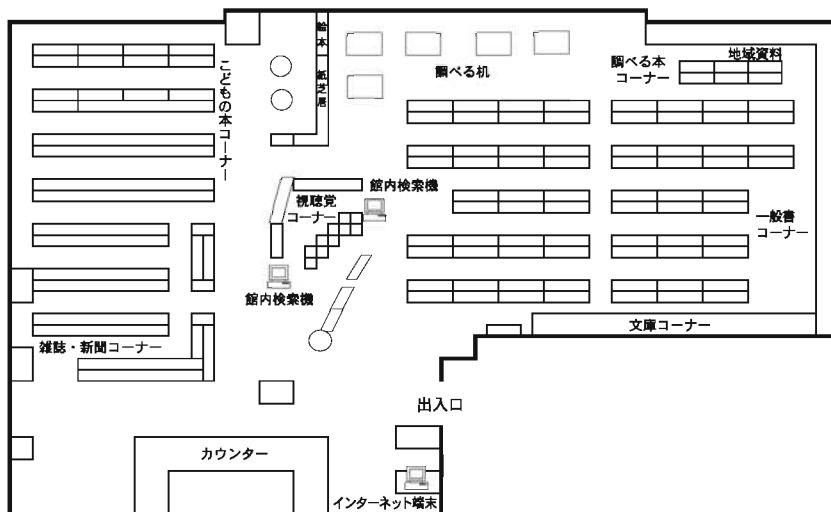 絵本
紙芝居
調べる机
調べる本
コーナー
地域資料
こどもの本コーナー
館内検索機
視聴覚
コーナー
一般書
コーナー
館内検索機
文庫コーナー
雑誌・新聞コーナー
出入口
カウンター
インターネット端末